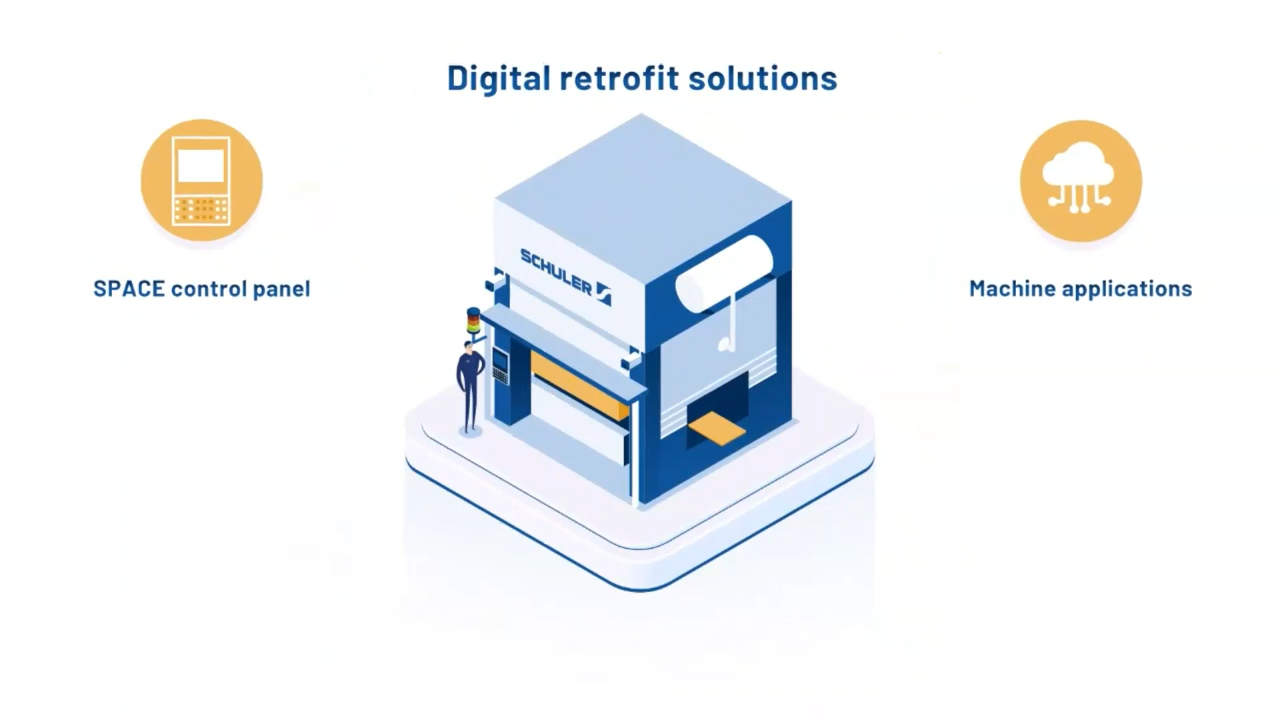 Digital retrofit solutions
SPACE control panel
SCHULER
Machine applications